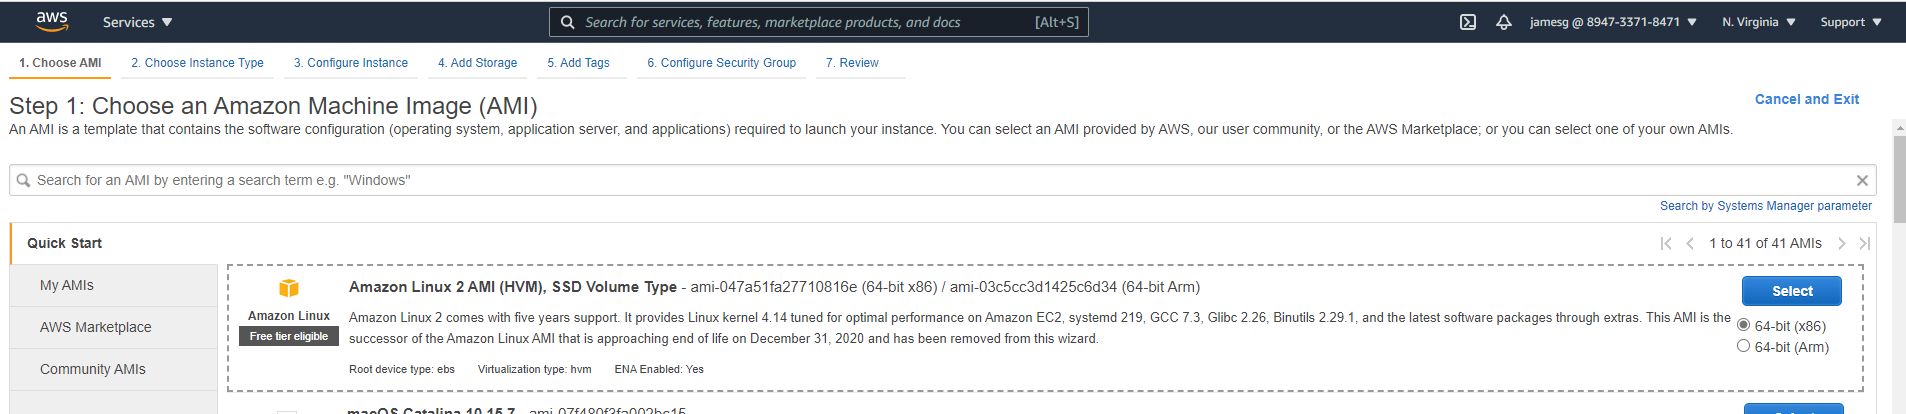 aws
Services
Search for services, features, marketplace products, and docs [Alt+S]
jamesg @ 8947-3371-8471
N. Virginia
Support
1. Choose AMI
2. Choose Instance Type
3. Configure Instance
4. Add Storage
5. Add Tags
6. Configure Security Group
7. Review
Step 1: Choose an Amazon Machine Image (AMI)
Cancel and Exit
An AMI is a template that contains the software configuration (operating system, application server, and applications) required to launch your instance. You can select an AMI provided by AWS, our user community, or the AWS Marketplace; or you can select one of your own AMIs.
Search for an AMI by entering a search term e.g. "Windows"
Search by Systems Manager parameter
Quick Start
1 to 41 of 41 AMIs
My AMIs
AWS Marketplace
Community AMIs
Amazon Linux
Free tier eligible
Amazon Linux 2 AMI (HVM), SSD Volume Type - ami-047a51fa27710816e (64-bit x86) / ami-03c5cc3d1425c6d34 (64-bit Arm)
Amazon Linux 2 comes with five years support. It provides Linux kernel 4.14 tuned for optimal performance on Amazon EC2, systemd 219, GCC 7.3, Glibc 2.26, Binutils 2.29.1, and the latest software packages through extras. This AMI is the
successor of the Amazon Linux AMI that is approaching end of life on December 31, 2020 and has been removed from this wizard.
Root device type: ebs Virtualization type: hvm ENA Enabled: Yes
Select
64-bit (x86)
64-bit (Arm)
macOS Catalina 10.15.7 - ami-07f480f3fa002bc15